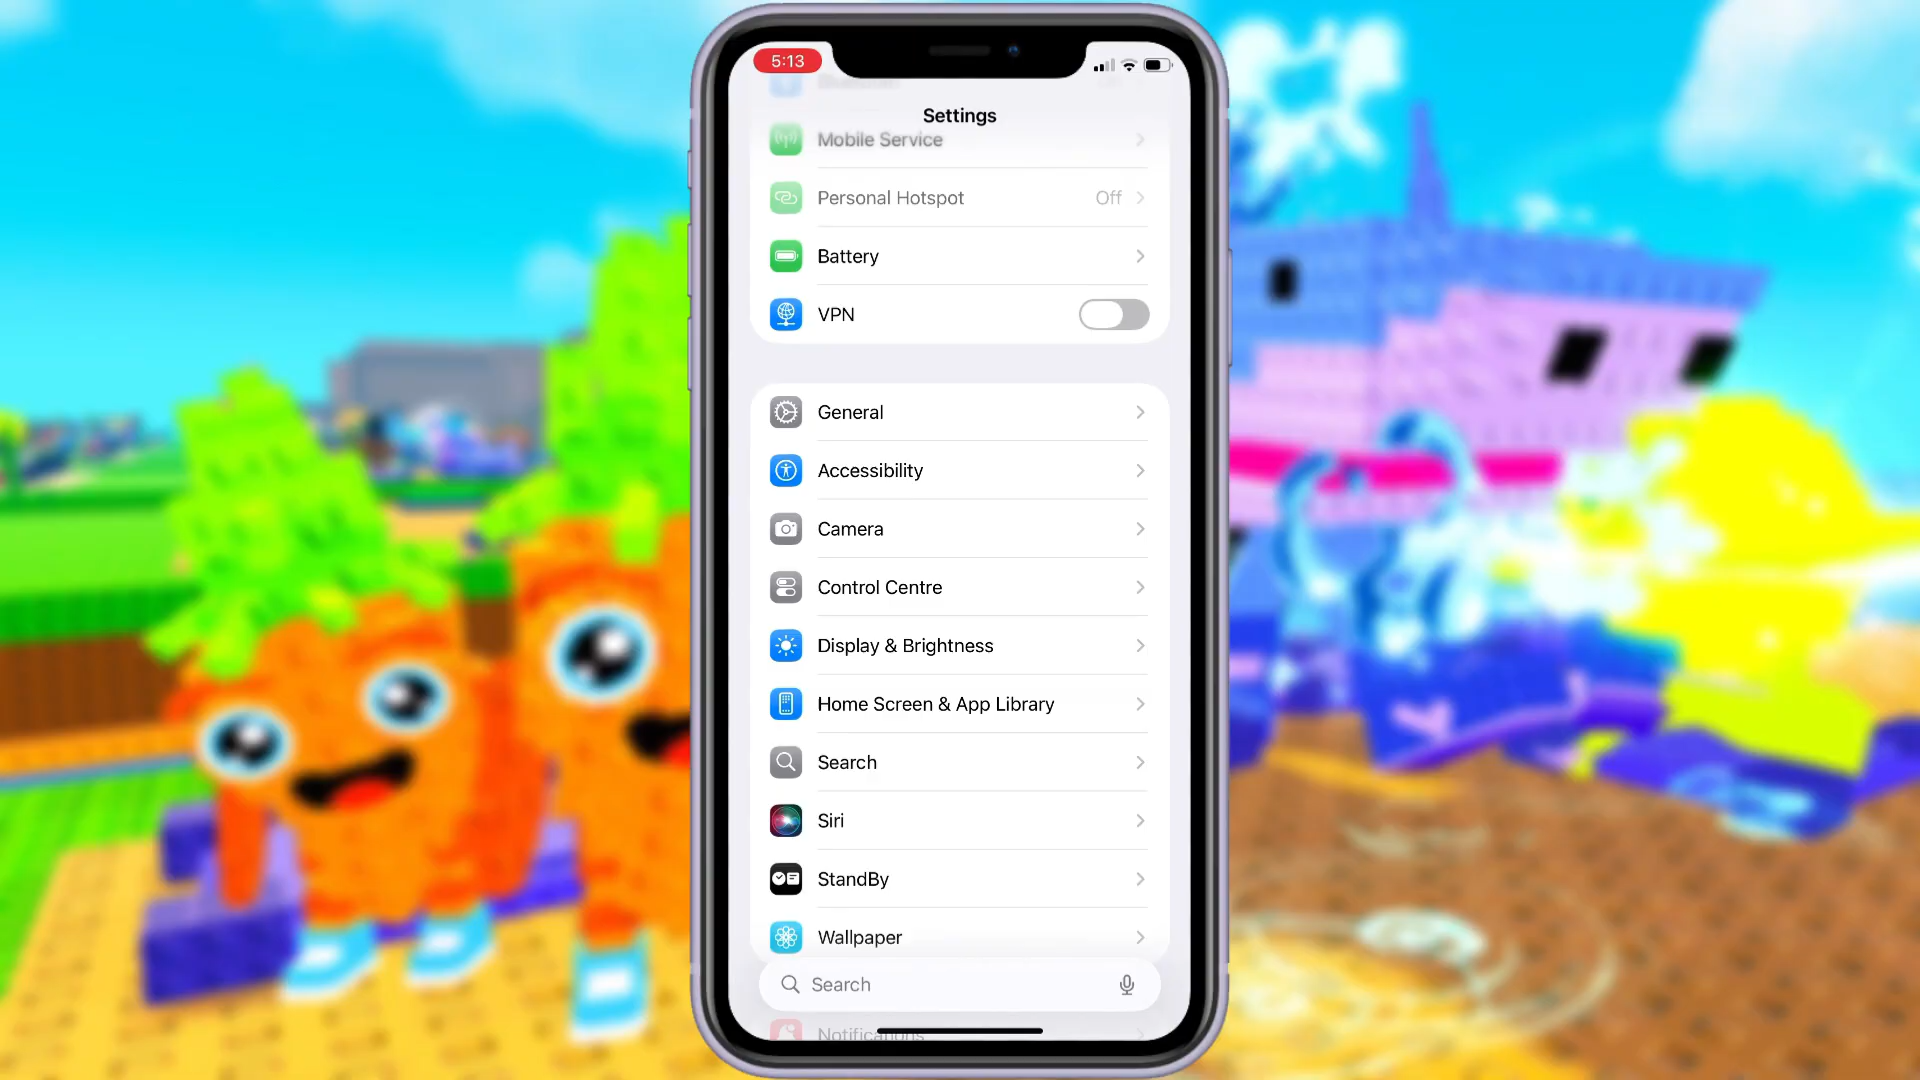 5:13
Settings
Mobile Service
Personal Hotspot Off
Battery
VPN
General
Accessibility
Camera
Control Centre
Display & Brightness
Home Screen & App Library
Search
Siri
StandBy
Wallpaper
Search
Notifications